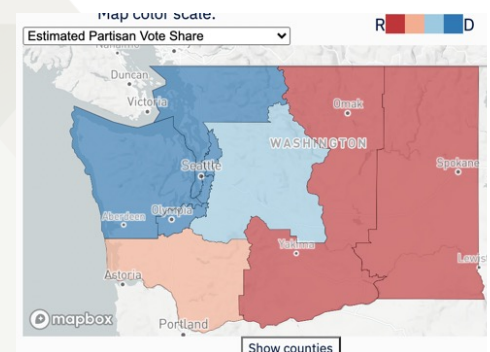 Map color scale:
Estimated Partisan Vote Share
R D
Nanaimo
Duncan
Victoria
Omak
WASHINGTON
Seattle
Spokane
Olympia
Aberdeen
Yakima
Lewis
Astoria
mapbox
Portland
Show counties